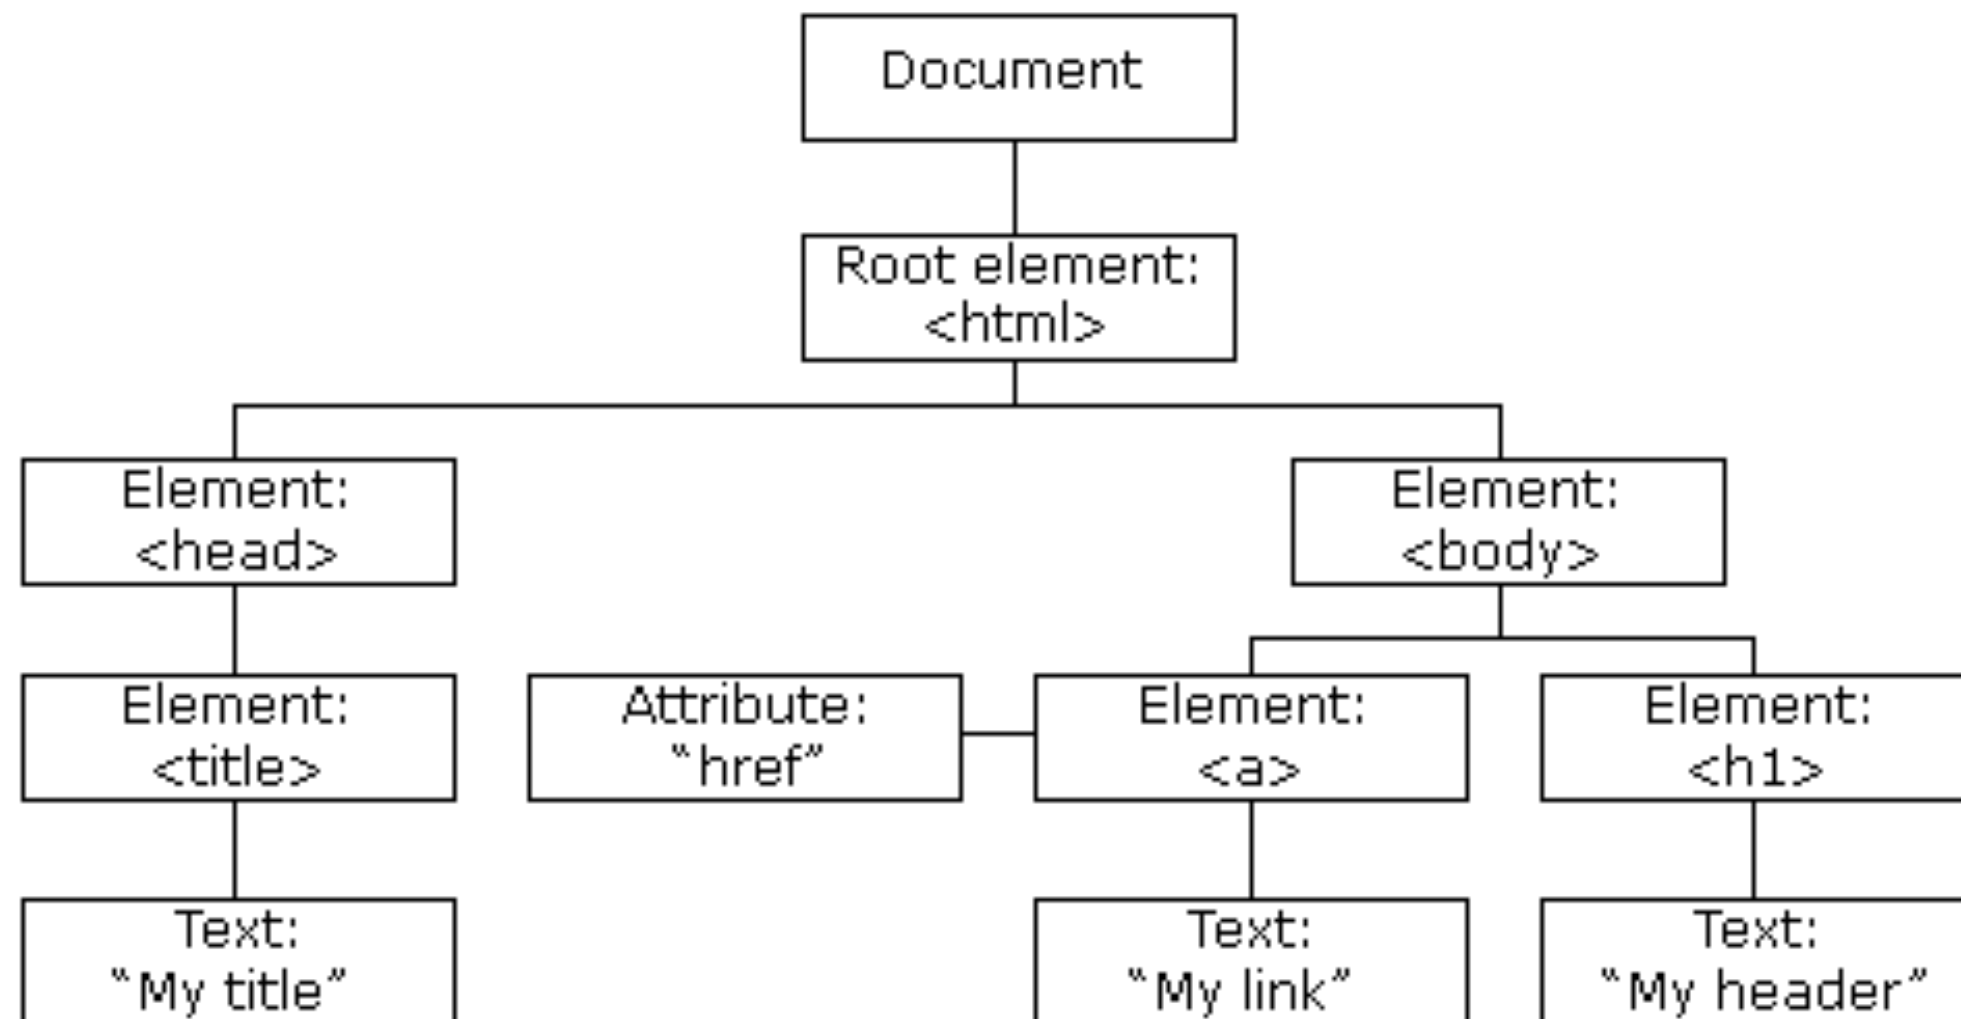 Document
Root element:
<html>
Element:
<head>
Element:
<body>
Element:
<title>
Attribute:
“href”
Element:
<a>
Element:
<h1>
Text:
“My title”
Text:
“My link”
Text:
“My header”